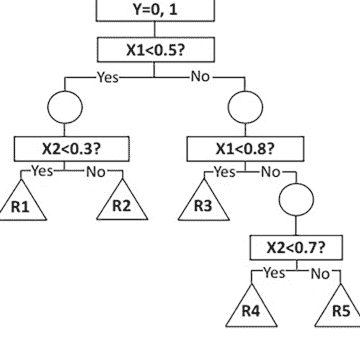 Y=0, 1
X1<0.5?
Yes No
X2<0.3? X1<0.8?
Yes No Yes No
R1 R2 R3
X2<0.7?
Yes No
R4 R5